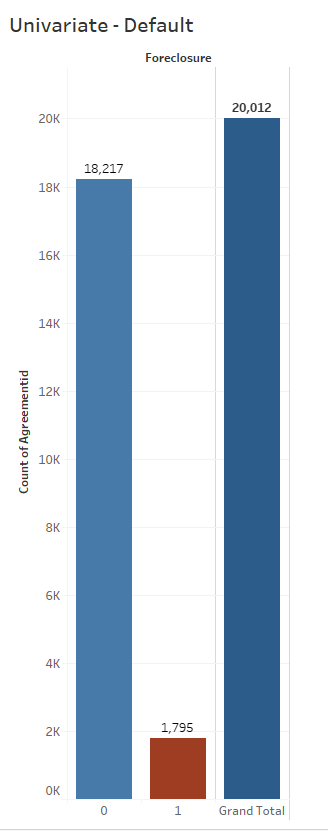 Univariate - Default
Foreclosure
20,012
20K
18,217
18K
16K
14K
12K
Count of Agreementid
10K
8K
6K
4K
1,795
2K
0K
0 1 Grand Total